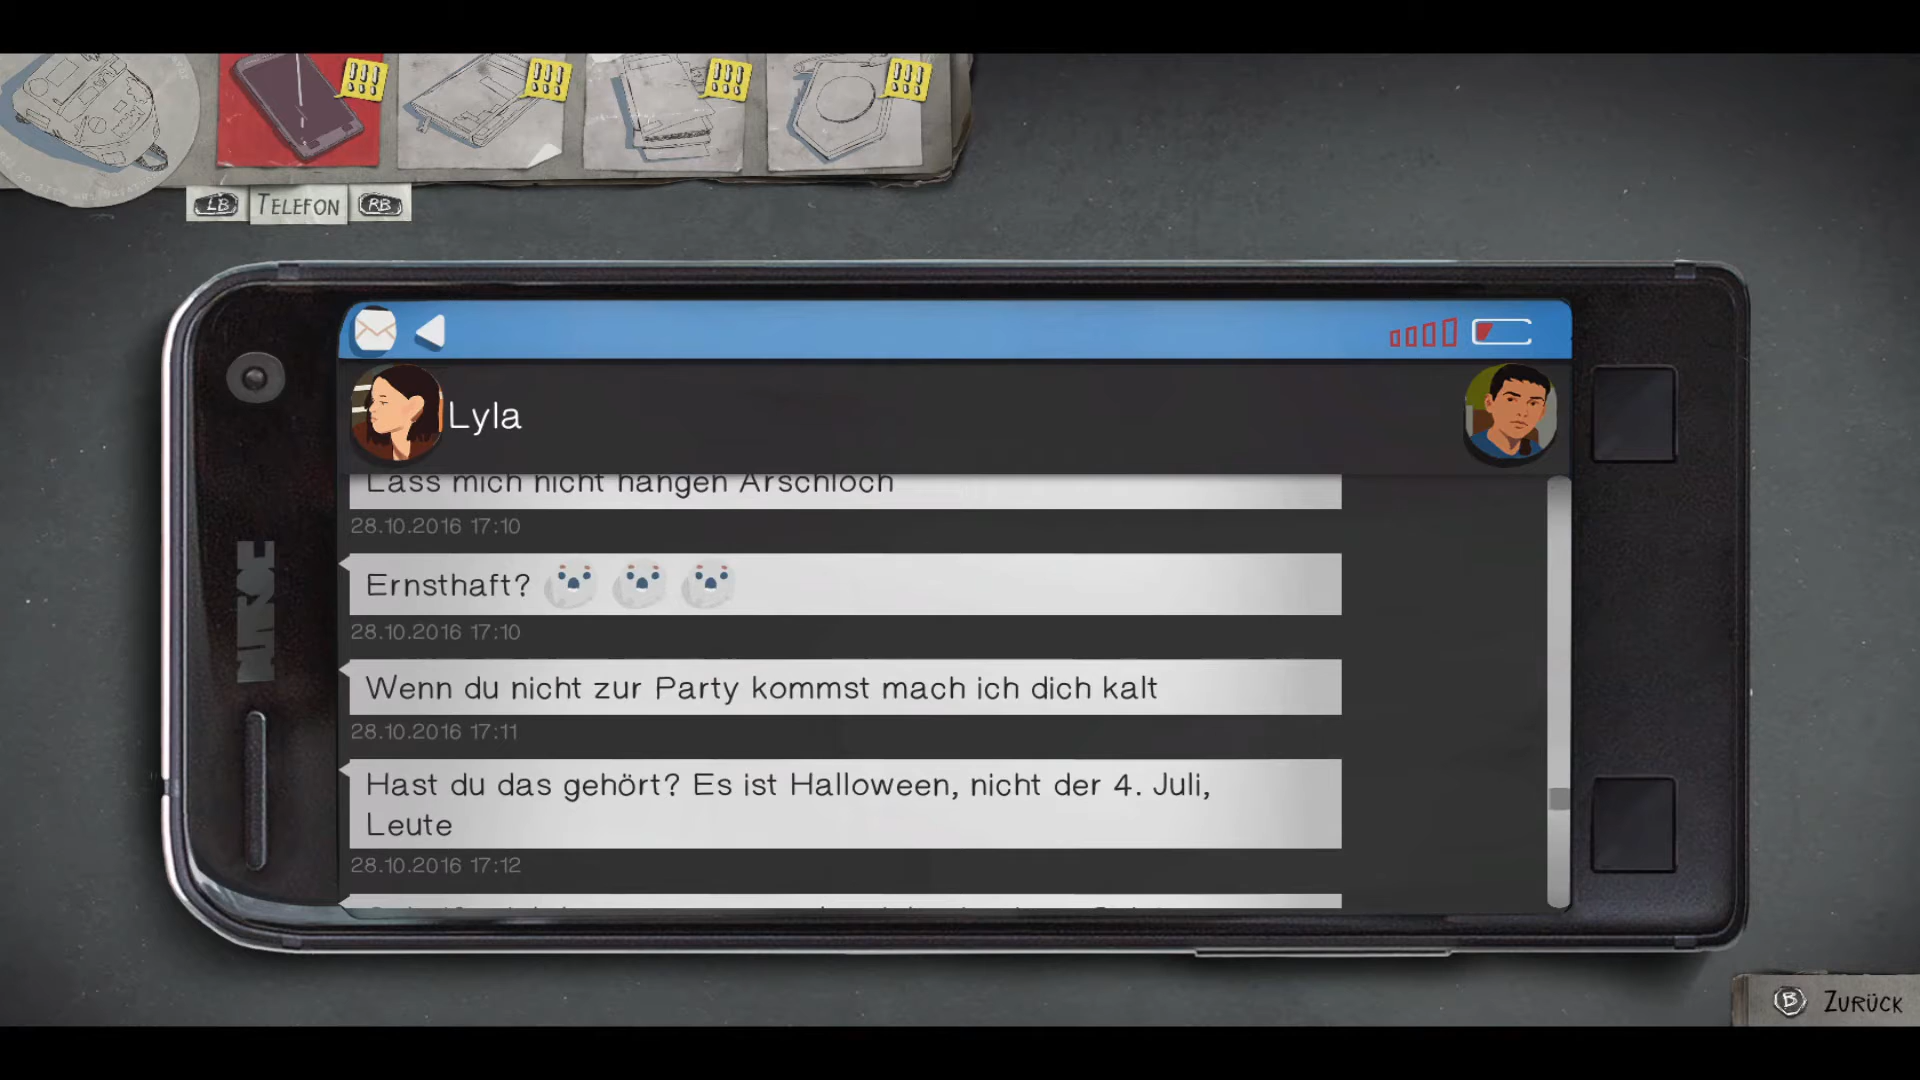 LB TELEFON RB
Lyla
Lass mich nicht hängen Arschloch
28.10.2016 17:10
Ernsthaft?
28.10.2016 17:10
Wenn du nicht zur Party kommst mach ich dich kalt
28.10.2016 17:11
Hast du das gehört? Es ist Halloween, nicht der 4. Juli,
Leute
28.10.2016 17:12
B ZURÜCK